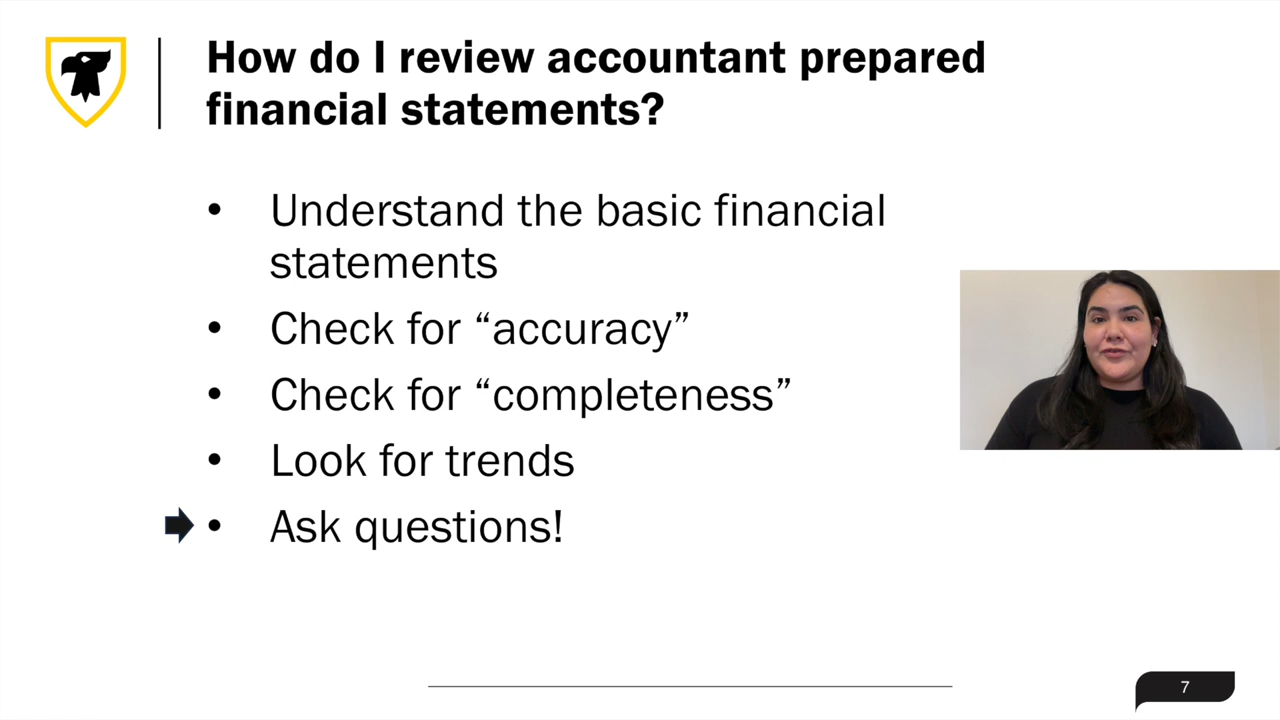 How do I review accountant prepared
financial statements?
• Understand the basic financial
statements
• Check for “accuracy”
• Check for “completeness”
• Look for trends
• Ask questions!
7